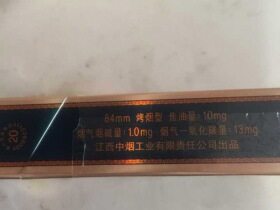 20
84mm 烤烟型 焦油量:10mg
烟气烟碱量:1.0mg 烟气一氧化碳量:13mg
江西中烟工业有限责任公司出品